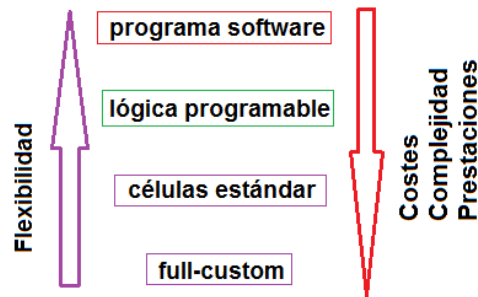 programa software
lógica programable
células estándar
full-custom
Flexibilidad
Costes
Complejidad
Prestaciones